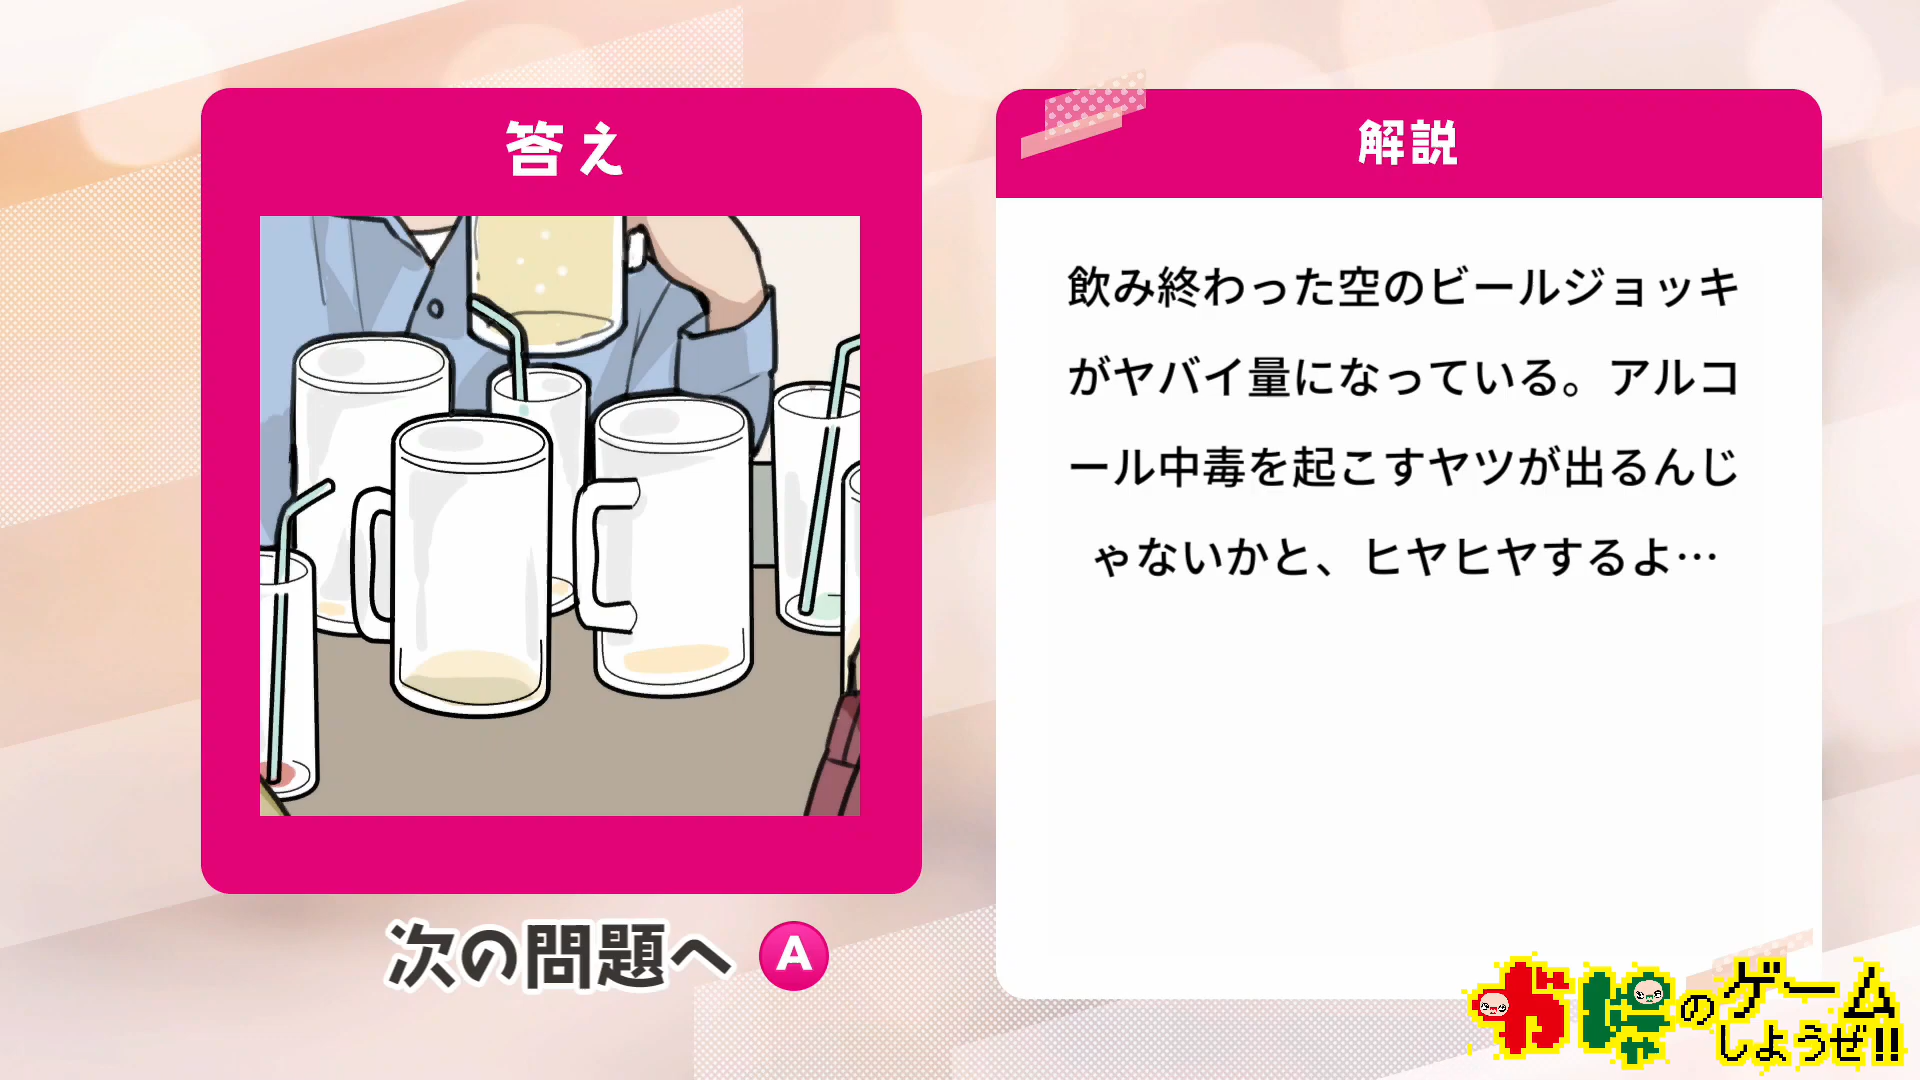 答え
解説
飲み終わった空のビールジョッキ
がヤバイ量になっている。アルコ
ール中毒を起こすヤツが出るんじ
ゃないかと、ヒヤヒヤするよ…
次の問題へ A
おにやのゲーム
しようぜ!!